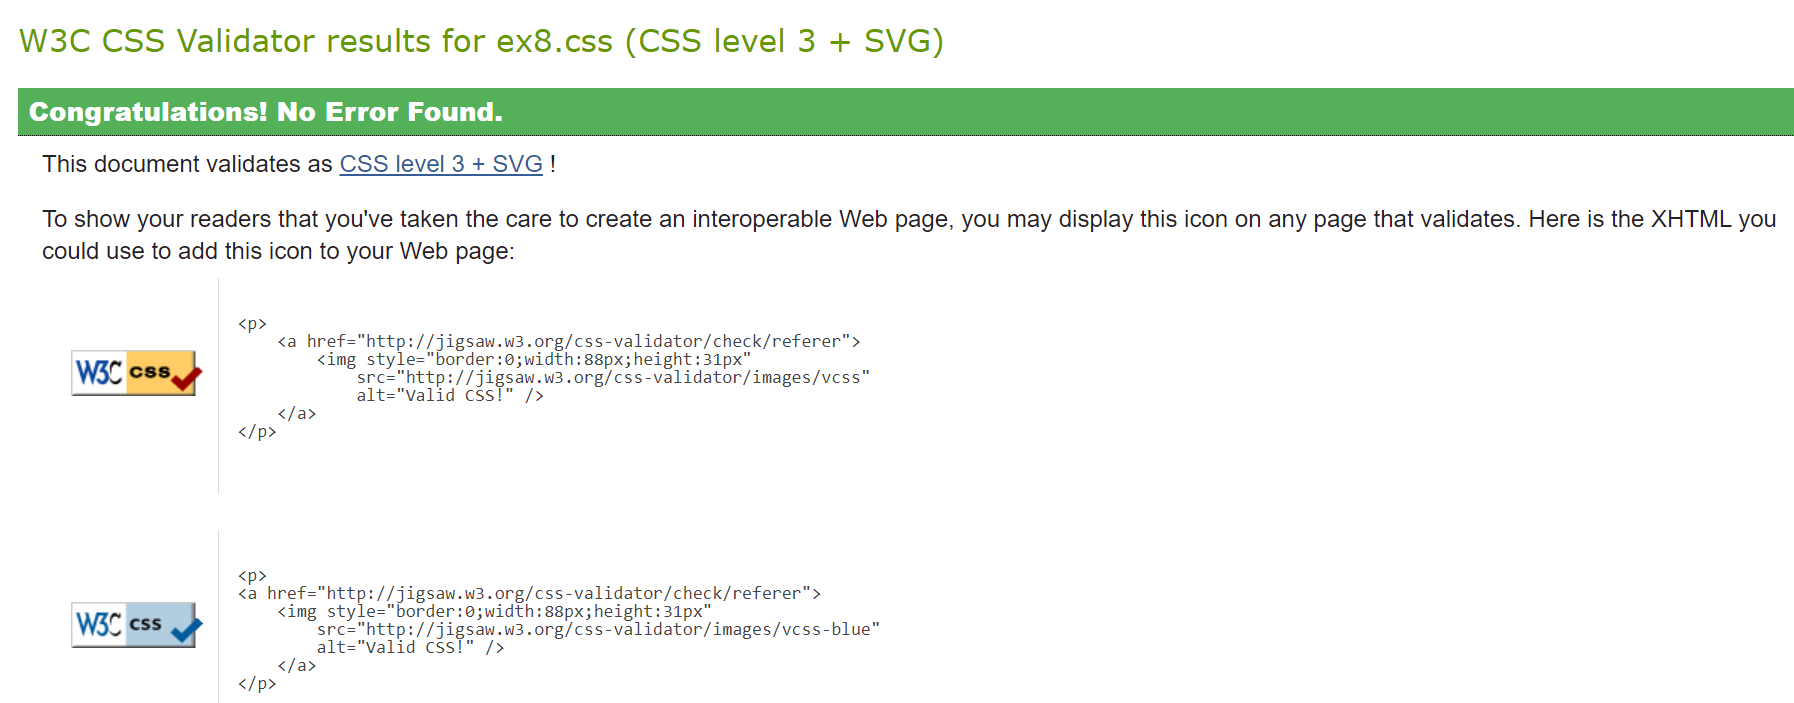 W3C CSS Validator results for ex8.css (CSS level 3 + SVG)
Congratulations! No Error Found.
This document validates as CSS level 3 + SVG !
To show your readers that you've taken the care to create an interoperable Web page, you may display this icon on any page that validates. Here is the XHTML you
could use to add this icon to your Web page:
W3C css
<p>
    <a href="http://jigsaw.w3.org/css-validator/check/referer">
        <img style="border:0;width:88px;height:31px"
            src="http://jigsaw.w3.org/css-validator/images/vcss"
            alt="Valid CSS!" />
    </a>
</p>
W3C css
<p>
<a href="http://jigsaw.w3.org/css-validator/check/referer">
    <img style="border:0;width:88px;height:31px"
        src="http://jigsaw.w3.org/css-validator/images/vcss-blue"
        alt="Valid CSS!" />
    </a>
</p>